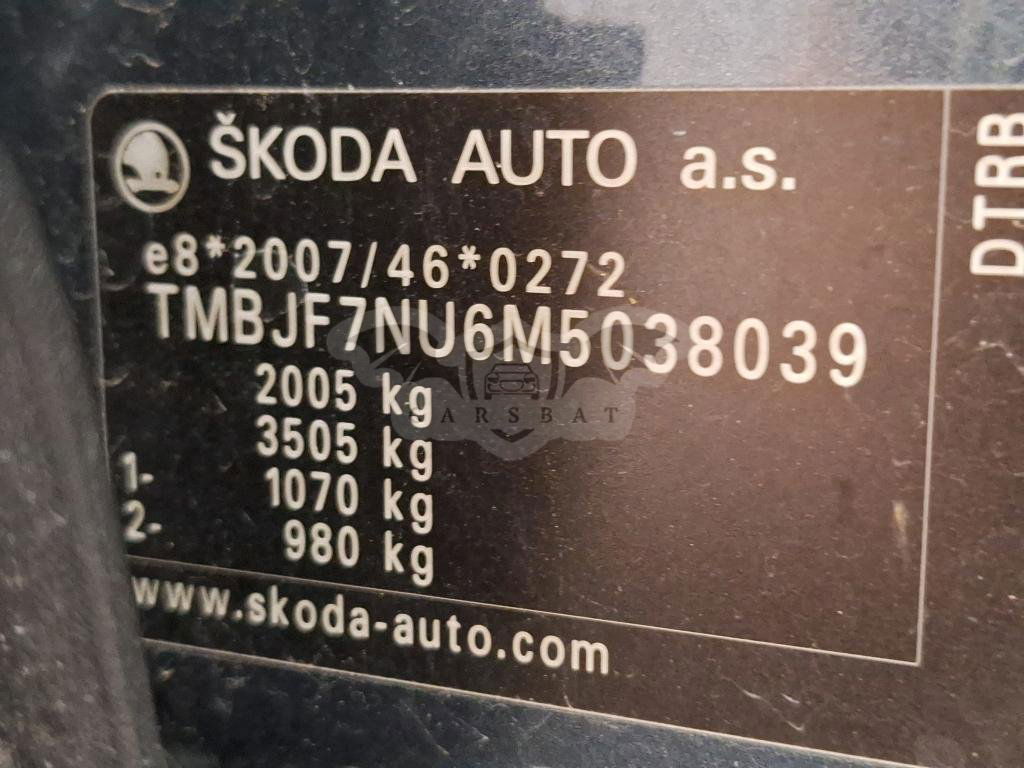 ŠKODA AUTO a.s.
e8*2007/46*0272
TMBJF7NU6M5038039
2005 kg
3505 kg
1- 1070 kg
2- 980 kg
www.skoda-auto.com
DTRB
CARSBAT